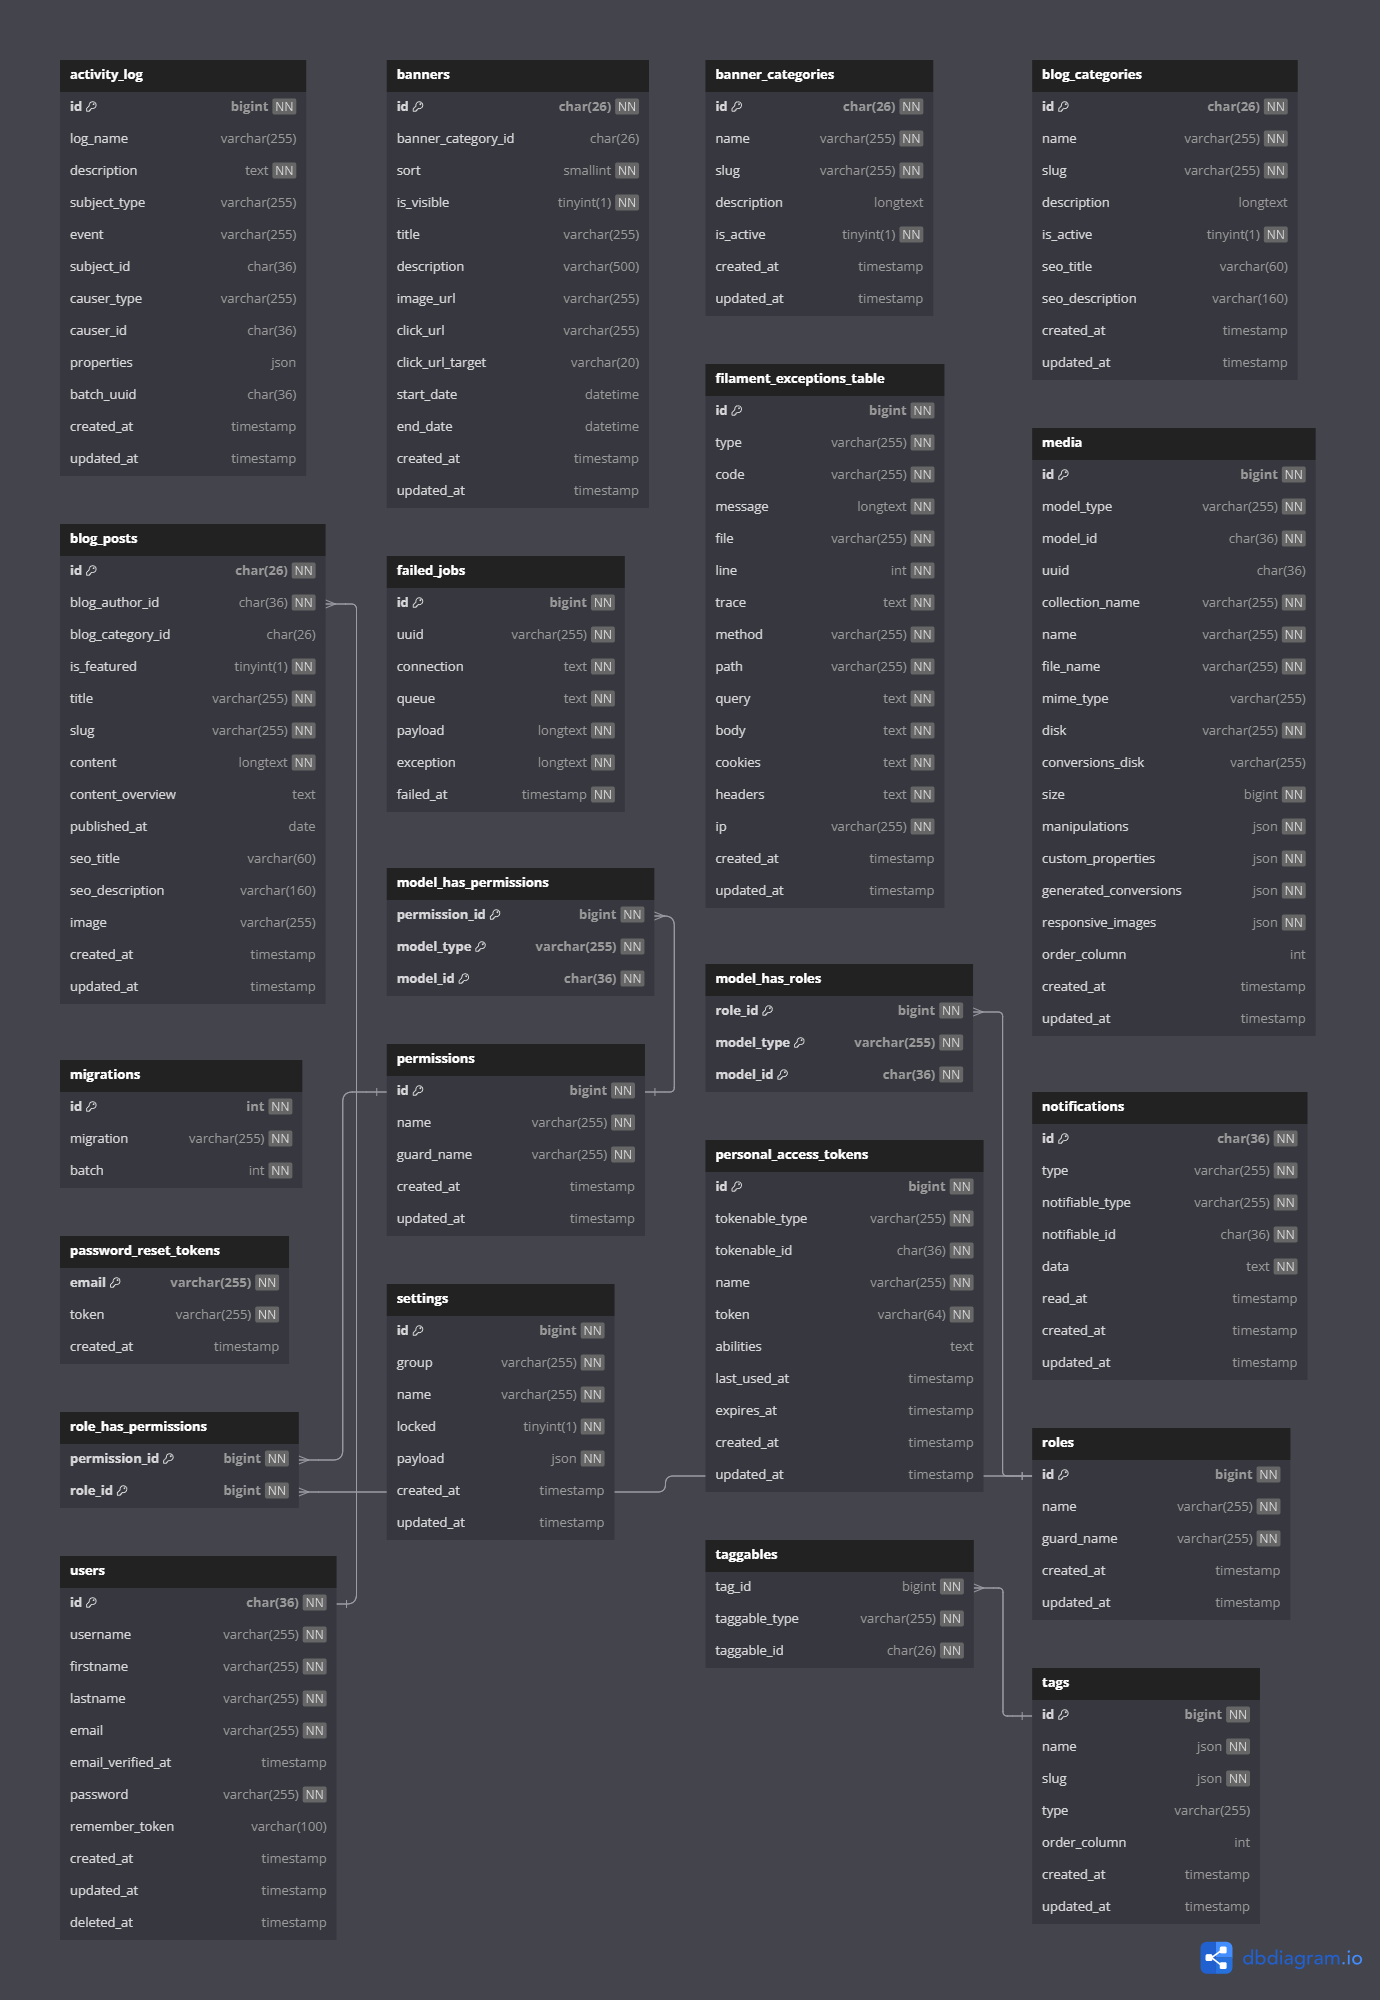 activity_log
id bigint NN
log_name varchar(255)
description text NN
subject_type varchar(255)
event varchar(255)
subject_id char(36)
causer_type varchar(255)
causer_id char(36)
properties json
batch_uuid char(36)
created_at timestamp
updated_at timestamp
banners
id char(26) NN
banner_category_id char(26)
sort smallint NN
is_visible tinyint(1) NN
title varchar(255)
description varchar(500)
image_url varchar(255)
click_url varchar(255)
click_url_target varchar(20)
start_date datetime
end_date datetime
created_at timestamp
updated_at timestamp
banner_categories
id char(26) NN
name varchar(255) NN
slug varchar(255) NN
description longtext
is_active tinyint(1) NN
created_at timestamp
updated_at timestamp
blog_categories
id char(26) NN
name varchar(255) NN
slug varchar(255) NN
description longtext
is_active tinyint(1) NN
seo_title varchar(60)
seo_description varchar(160)
created_at timestamp
updated_at timestamp
blog_posts
id char(26) NN
blog_author_id char(36) NN
blog_category_id char(26)
is_featured tinyint(1) NN
title varchar(255) NN
slug varchar(255) NN
content longtext NN
content_overview text
published_at date
seo_title varchar(60)
seo_description varchar(160)
image varchar(255)
created_at timestamp
updated_at timestamp
failed_jobs
id bigint NN
uuid varchar(255) NN
connection text NN
queue text NN
payload longtext NN
exception longtext NN
failed_at timestamp NN
filament_exceptions_table
id bigint NN
type varchar(255) NN
code varchar(255) NN
message longtext NN
file varchar(255) NN
line int NN
trace text NN
method varchar(255) NN
path varchar(255) NN
query text NN
body text NN
cookies text NN
headers text NN
ip varchar(255) NN
created_at timestamp
updated_at timestamp
media
id bigint NN
model_type varchar(255) NN
model_id char(36) NN
uuid char(36)
collection_name varchar(255) NN
name varchar(255) NN
file_name varchar(255) NN
mime_type varchar(255)
disk varchar(255) NN
conversions_disk varchar(255)
size bigint NN
manipulations json NN
custom_properties json NN
generated_conversions json NN
responsive_images json NN
order_column int
created_at timestamp
updated_at timestamp
migrations
id int NN
migration varchar(255) NN
batch int NN
model_has_permissions
permission_id bigint NN
model_type varchar(255) NN
model_id char(36) NN
model_has_roles
role_id bigint NN
model_type varchar(255) NN
model_id char(36) NN
notifications
id char(36) NN
type varchar(255) NN
notifiable_type varchar(255) NN
notifiable_id char(36) NN
data text NN
read_at timestamp
created_at timestamp
updated_at timestamp
password_reset_tokens
email varchar(255) NN
token varchar(255) NN
created_at timestamp
permissions
id bigint NN
name varchar(255) NN
guard_name varchar(255) NN
created_at timestamp
updated_at timestamp
personal_access_tokens
id bigint NN
tokenable_type varchar(255) NN
tokenable_id char(36) NN
name varchar(255) NN
token varchar(64) NN
abilities text
last_used_at timestamp
expires_at timestamp
created_at timestamp
updated_at timestamp
roles
id bigint NN
name varchar(255) NN
guard_name varchar(255) NN
created_at timestamp
updated_at timestamp
role_has_permissions
permission_id bigint NN
role_id bigint NN
settings
id bigint NN
group varchar(255) NN
name varchar(255) NN
locked tinyint(1) NN
payload json NN
created_at timestamp
updated_at timestamp
taggables
tag_id bigint NN
taggable_type varchar(255) NN
taggable_id char(26) NN
tags
id bigint NN
name json NN
slug json NN
type varchar(255)
order_column int
created_at timestamp
updated_at timestamp
users
id char(36) NN
username varchar(255) NN
firstname varchar(255) NN
lastname varchar(255) NN
email varchar(255) NN
email_verified_at timestamp
password varchar(255) NN
remember_token varchar(100)
created_at timestamp
updated_at timestamp
deleted_at timestamp
dbdiagram.io